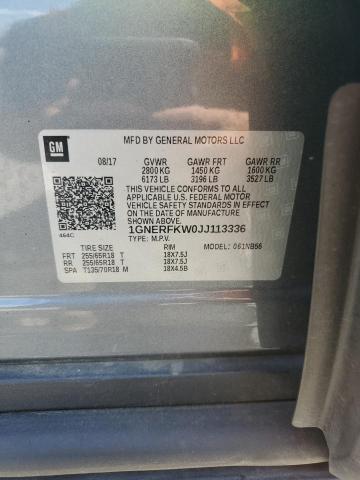 GM
MFD BY GENERAL MOTORS LLC
08/17 GVWR GAWR FRT GAWR RR
2800 KG 1450 KG 1600 KG
6173 LB 3196 LB 3527 LB
THIS VEHICLE CONFORMS TO ALL
APPLICABLE U.S. FEDERAL MOTOR
VEHICLE SAFETY STANDARDS IN EFFECT
ON THE DATE OF MANUFACTURE
SHOWN ABOVE.
1GNERFKW0JJ113336
464C TYPE: M.P.V. MODEL: 061NB56
TIRE SIZE RIM
FRT 255/65R18 T 18X7.5J
RR 255/65R18 T 18X7.5J
SPA T135/70R18 M 18X4.5B